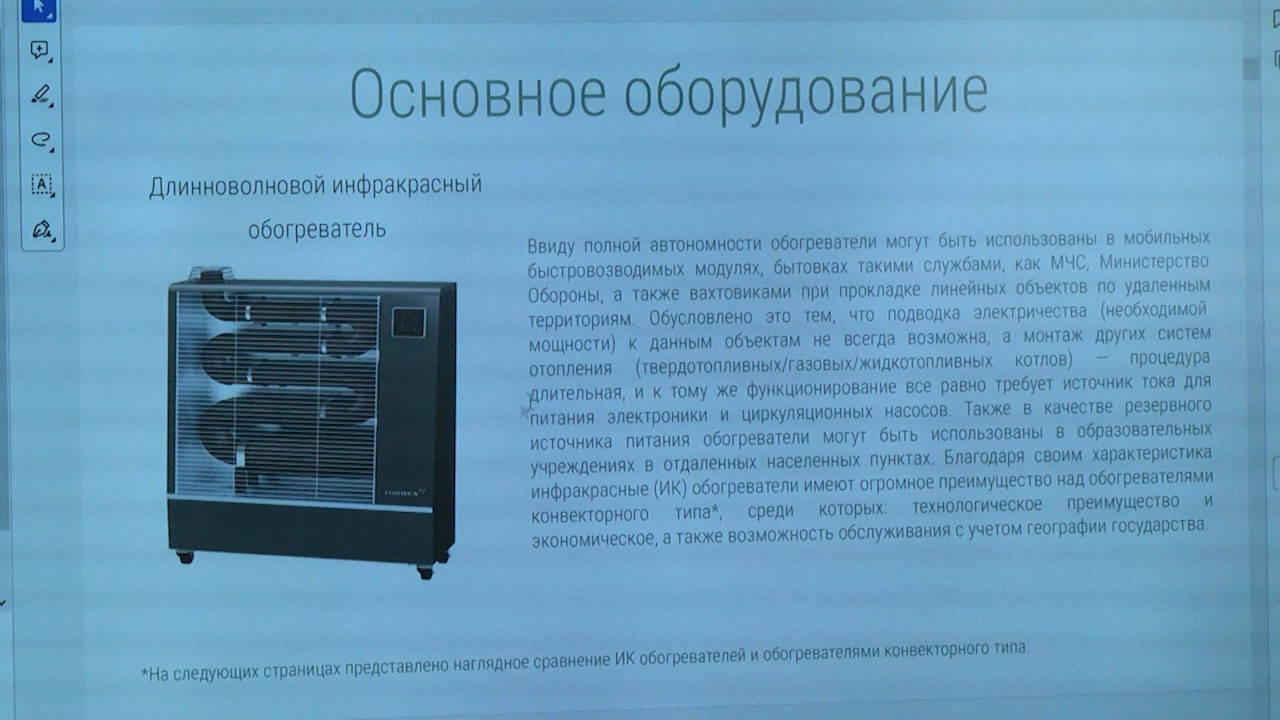 Основное оборудование
Длинноволновой инфракрасный
обогреватель
Ввиду полной автономности обогреватели могут быть использованы в мобильных
быстровозводимых модулях, бытовках такими службами, как МЧС, Министерство
Обороны, а также вахтовиками при прокладке линейных объектов по удаленным
территориям. Обусловлено это тем, что подводка электричества (необходимой
мощности) к данным объектам не всегда возможна, а монтаж других систем
отопления (твердотопливных/газовых/жидкотопливных котлов) – процедура
длительная, и к тому же функционирование все равно требует источник тока для
питания электроники и циркуляционных насосов. Также в качестве резервного
источника питания обогреватели могут быть использованы в образовательных
учреждениях в отдаленных населенных пунктах. Благодаря своим характеристика
инфракрасные (ИК) обогреватели имеют огромное преимущество над обогревателями
конвекторного типа*, среди которых: технологическое преимущество и
экономическое, а также возможность обслуживания с учетом географии государства.
*На следующих страницах представлено наглядное сравнение ИК обогревателей и обогревателями конвекторного типа.